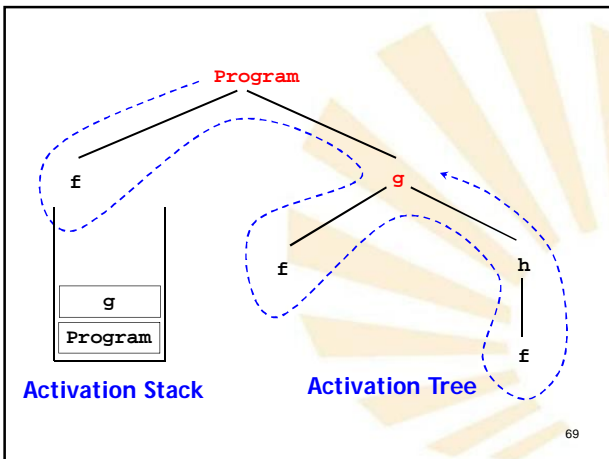 Program
f
g
f
h
g
Program
f
Activation Stack
Activation Tree
69